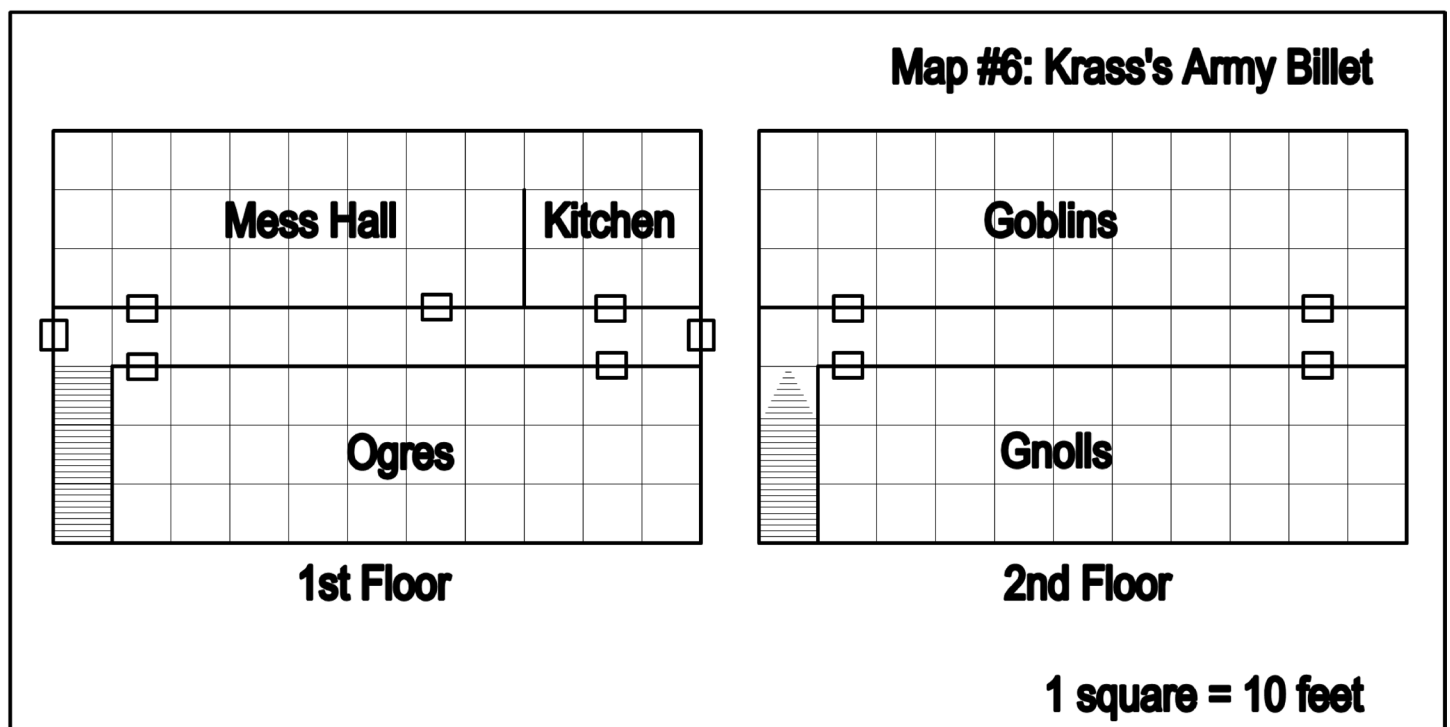 Map #6: Krass's Army Billet
Mess Hall
Kitchen
Goblins
Ogres
Gnolls
1st Floor
2nd Floor
1 square = 10 feet